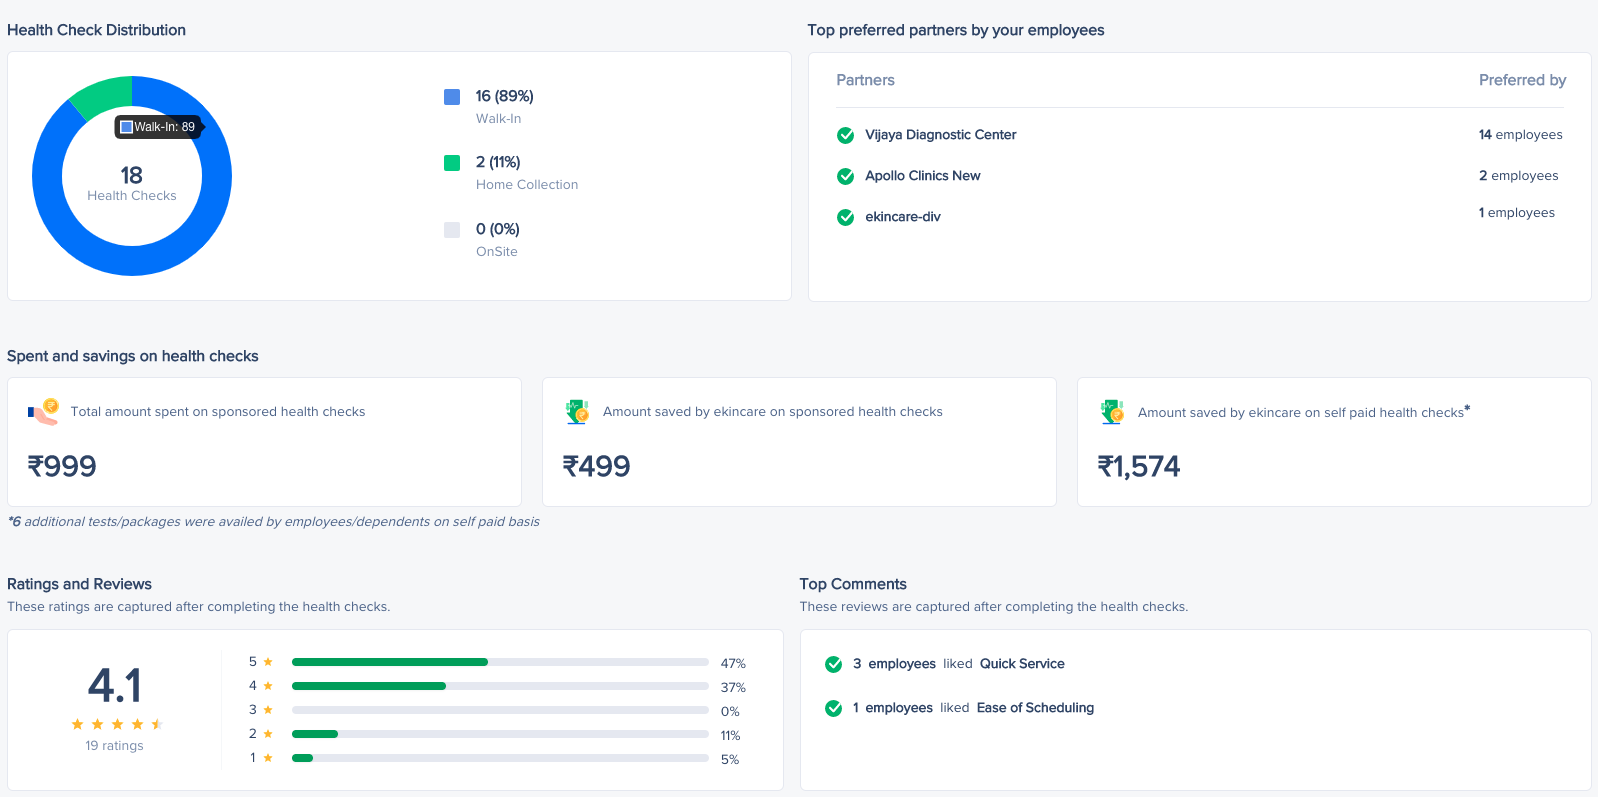 Health Check Distribution
Walk-In: 89
18
Health Checks
16 (89%)
Walk-In
2 (11%)
Home Collection
0 (0%)
OnSite
Top preferred partners by your employees
Partners Preferred by
Vijaya Diagnostic Center 14 employees
Apollo Clinics New 2 employees
ekincare-div 1 employees
Spent and savings on health checks
Total amount spent on sponsored health checks
₹999
Amount saved by ekincare on sponsored health checks
₹499
Amount saved by ekincare on self paid health checks*
₹1,574
*6 additional tests/packages were availed by employees/dependents on self paid basis
Ratings and Reviews
These ratings are captured after completing the health checks.
4.1
19 ratings
5 47%
4 37%
3 0%
2 11%
1 5%
Top Comments
These reviews are captured after completing the health checks.
3 employees liked Quick Service
1 employees liked Ease of Scheduling